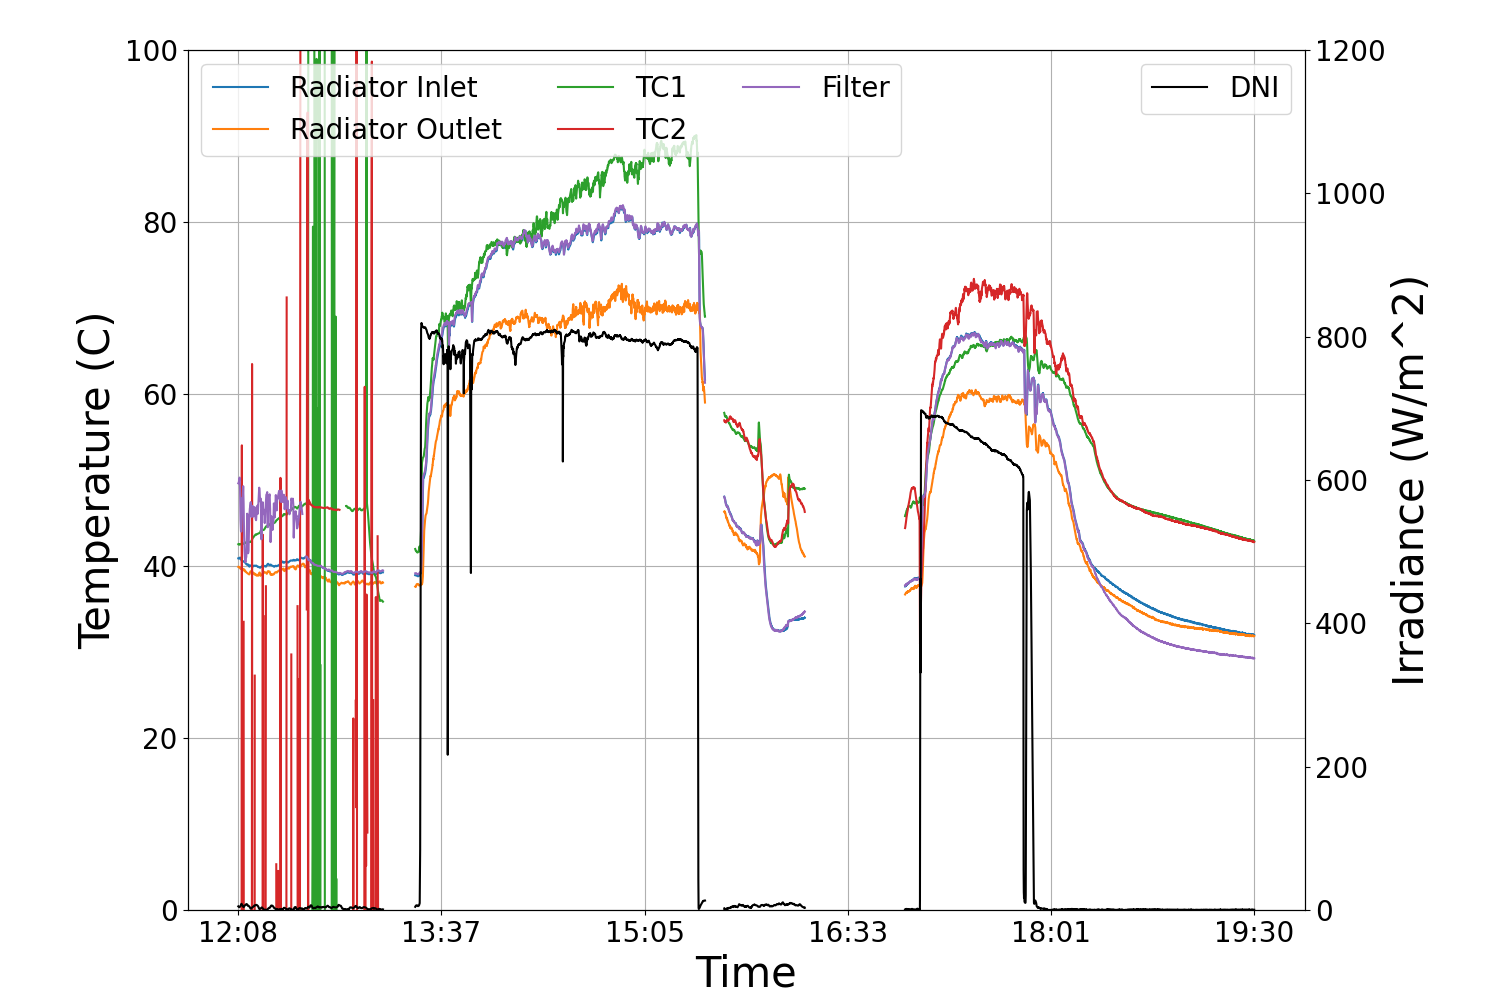 100
80
60
40
20
0
Temperature (C)
Radiator Inlet
Radiator Outlet
TC1
TC2
Filter
DNI
1200
1000
800
600
400
200
0
Irradiance (W/m^2)
12:08 13:37 15:05 16:33 18:01 19:30
Time